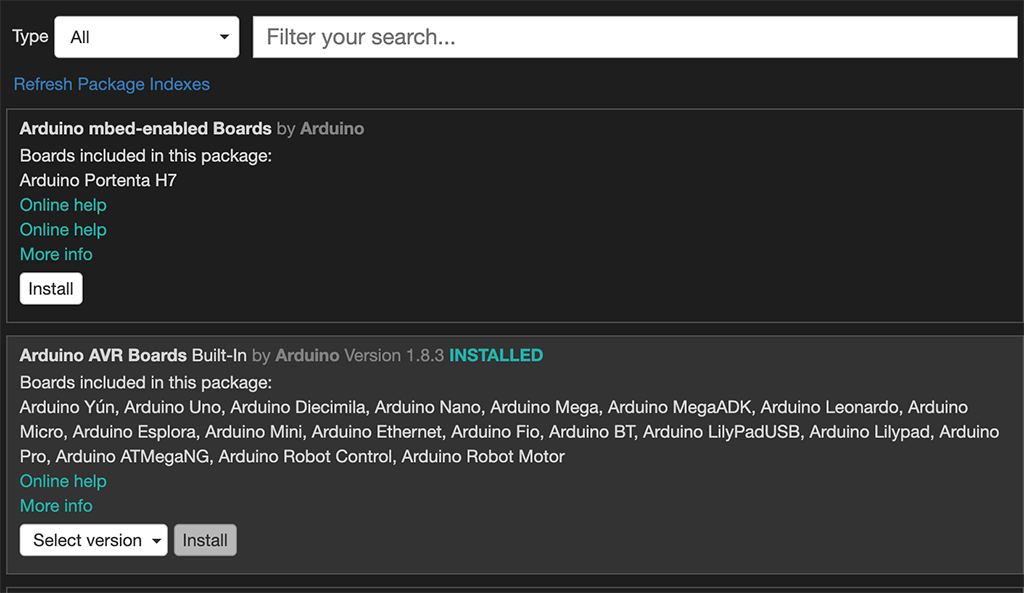 Type All Filter your search...
Refresh Package Indexes
Arduino mbed-enabled Boards by Arduino
Boards included in this package:
Arduino Portenta H7
Online help
Online help
More info
Install
Arduino AVR Boards Built-In by Arduino Version 1.8.3 INSTALLED
Boards included in this package:
Arduino Yún, Arduino Uno, Arduino Diecimila, Arduino Nano, Arduino Mega, Arduino MegaADK, Arduino Leonardo, Arduino
Micro, Arduino Esplora, Arduino Mini, Arduino Ethernet, Arduino Fio, Arduino BT, Arduino LilyPadUSB, Arduino Lilypad, Arduino
Pro, Arduino ATMegaNG, Arduino Robot Control, Arduino Robot Motor
Online help
More info
Select version Install